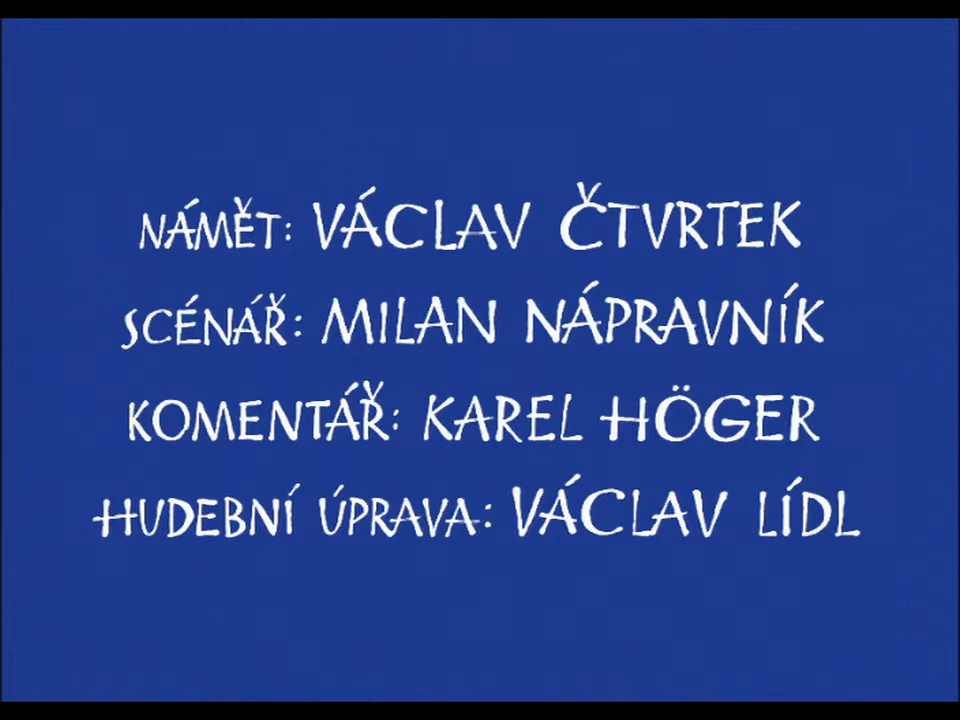 NÁMĚT: VÁCLAV ČTVRTEK
SCÉNÁŘ: MILAN NÁPRAVNÍK
KOMENTÁŘ: KAREL HÖGER
HUDEBNÍ ÚPRAVA: VÁCLAV LÍDL